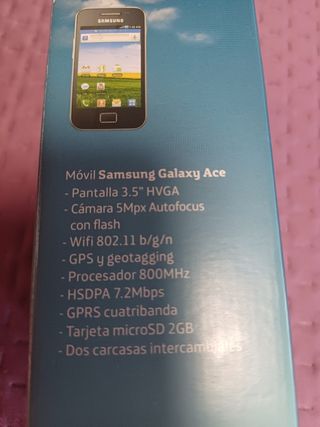 SAMSUNG
Móvil Samsung Galaxy Ace
- Pantalla 3.5" HVGA
- Cámara 5Mpx Autofocus
con flash
- Wifi 802.11 b/g/n
- GPS y geotagging
- Procesador 800MHz
- HSDPA 7.2Mbps
- GPRS cuatribanda
- Tarjeta microSD 2GB
- Dos carcasas intercambiables